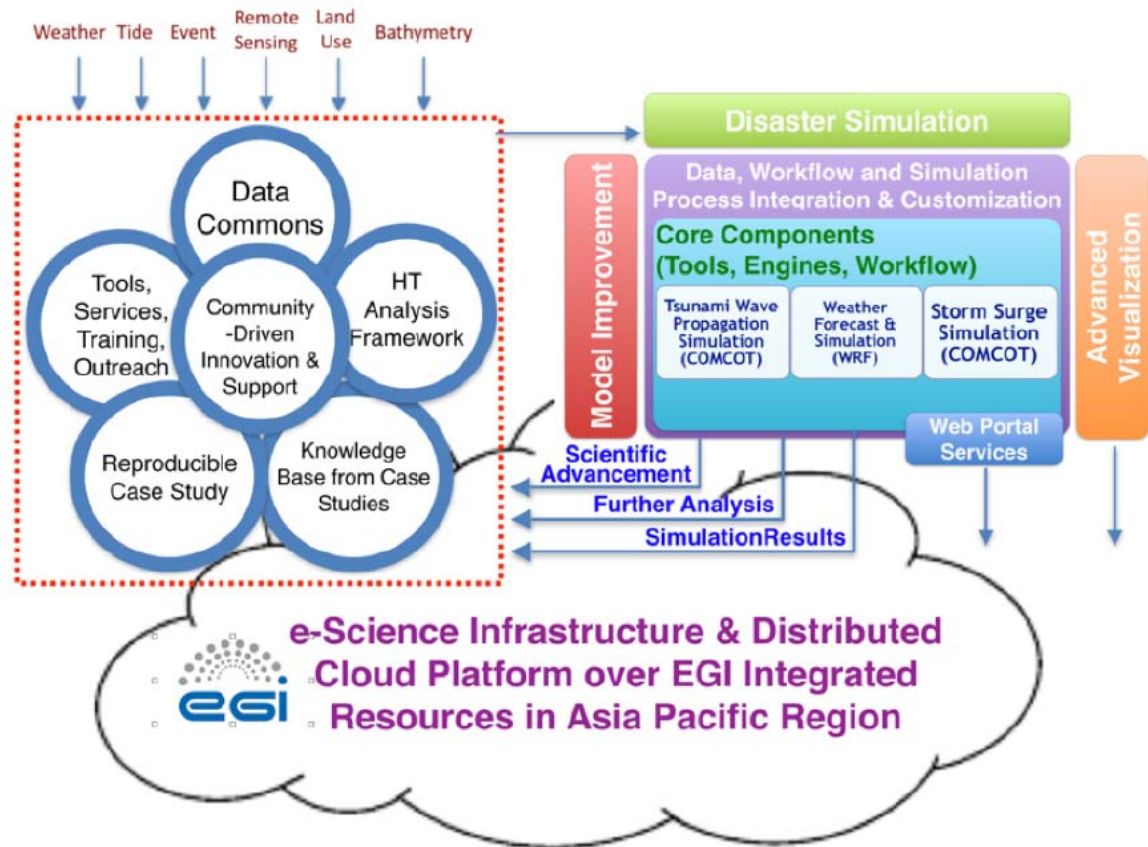 Weather Tide Event Remote Sensing Land Use Bathymetry
Data
Commons
Tools,
Services,
Training,
Outreach
Community
-Driven
Innovation &
Support
HT
Analysis
Framework
Reproducible
Case Study
Knowledge
Base from Case
Studies
Disaster Simulation
Model Improvement
Data, Workflow and Simulation
Process Integration & Customization
Core Components
(Tools, Engines, Workflow)
Tsunami Wave
Propagation
Simulation
(COMCOT)
Weather
Forecast &
Simulation
(WRF)
Storm Surge
Simulation
(COMCOT)
Advanced
Visualization
Web Portal
Services
Scientific
Advancement
Further Analysis
SimulationResults
e-Science Infrastructure & Distributed
Cloud Platform over EGI Integrated
Resources in Asia Pacific Region
eGi